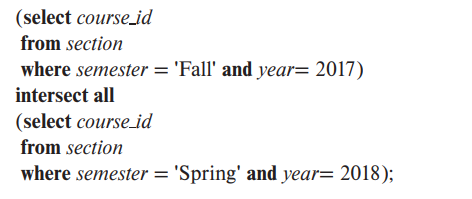 (select course_id
from section
where semester = 'Fall' and year= 2017)
intersect all
(select course_id
from section
where semester = 'Spring' and year= 2018);